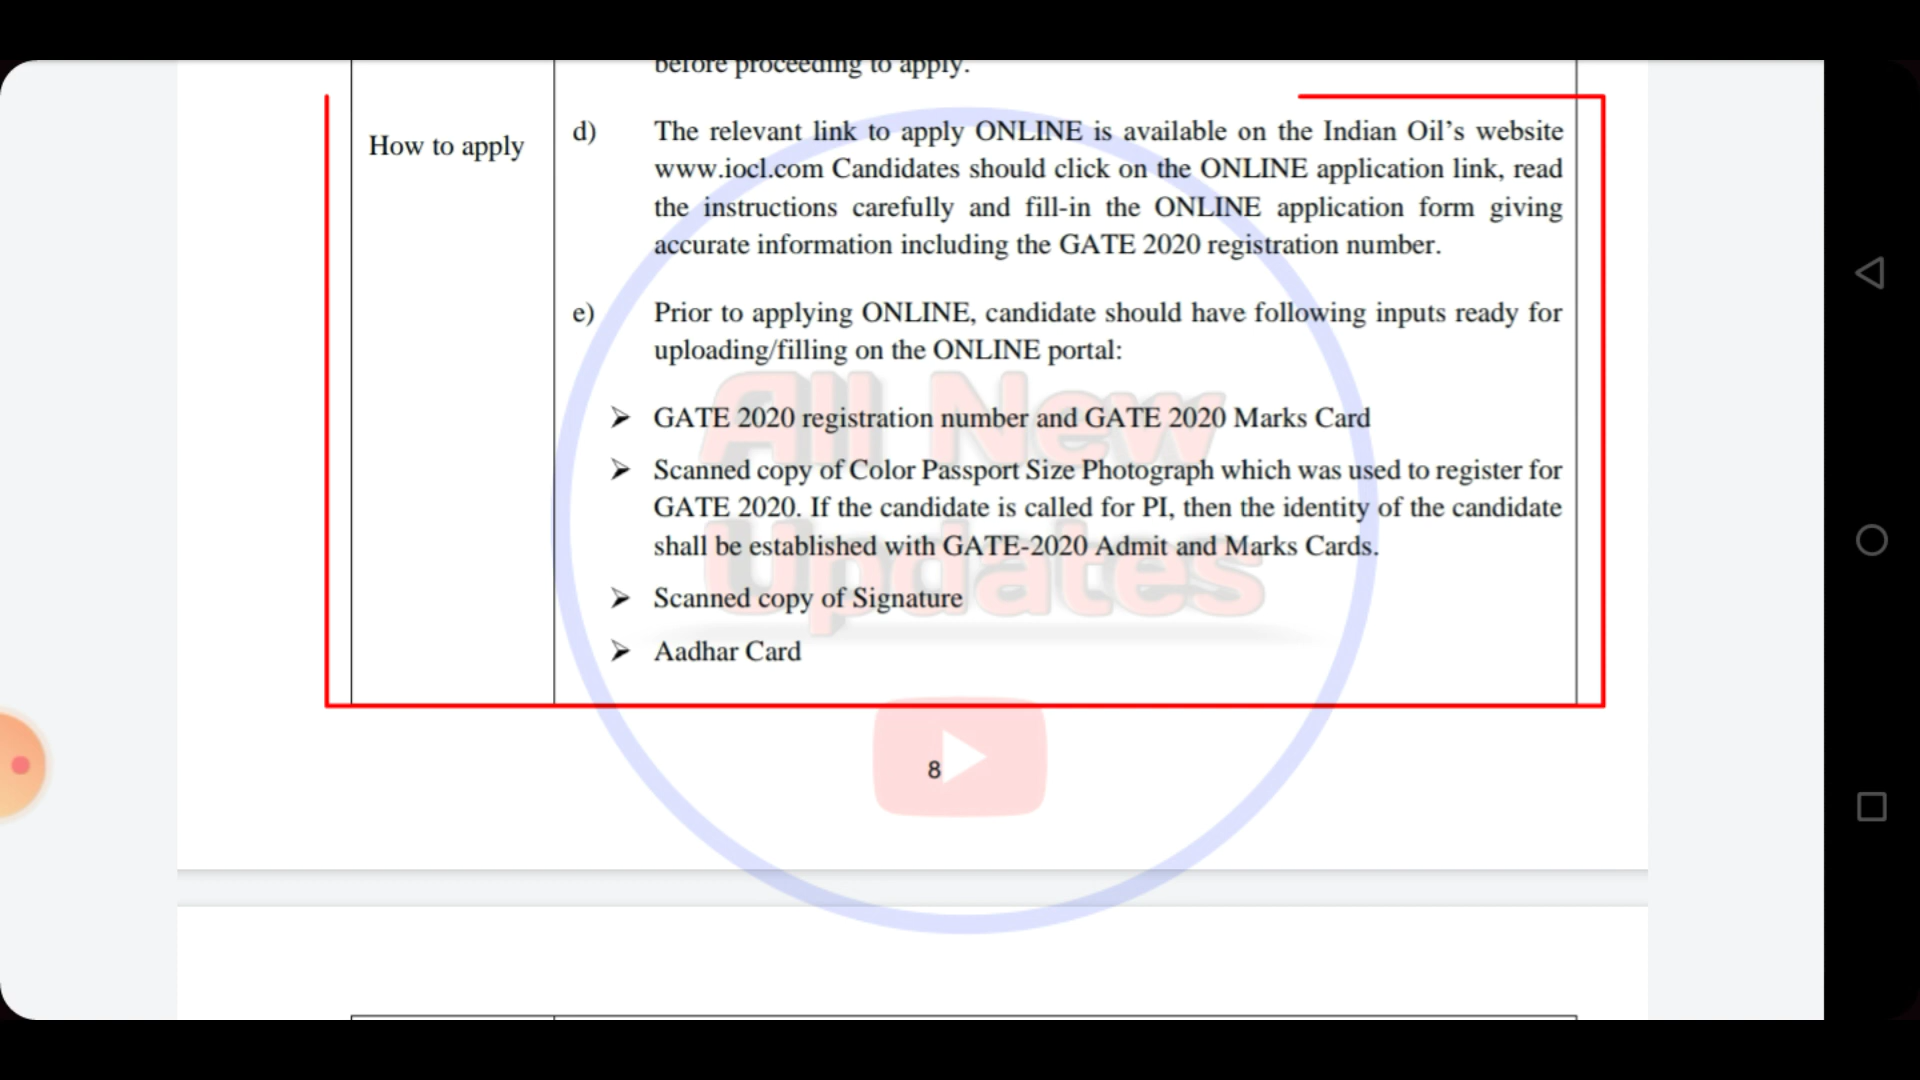 before proceeding to apply.
How to apply
d) The relevant link to apply ONLINE is available on the Indian Oil’s website
www.iocl.com Candidates should click on the ONLINE application link, read
the instructions carefully and fill-in the ONLINE application form giving
accurate information including the GATE 2020 registration number.
e) Prior to applying ONLINE, candidate should have following inputs ready for
uploading/filling on the ONLINE portal:
➢ GATE 2020 registration number and GATE 2020 Marks Card
➢ Scanned copy of Color Passport Size Photograph which was used to register for
GATE 2020. If the candidate is called for PI, then the identity of the candidate
shall be established with GATE-2020 Admit and Marks Cards.
➢ Scanned copy of Signature
➢ Aadhar Card
All New
Updates
8